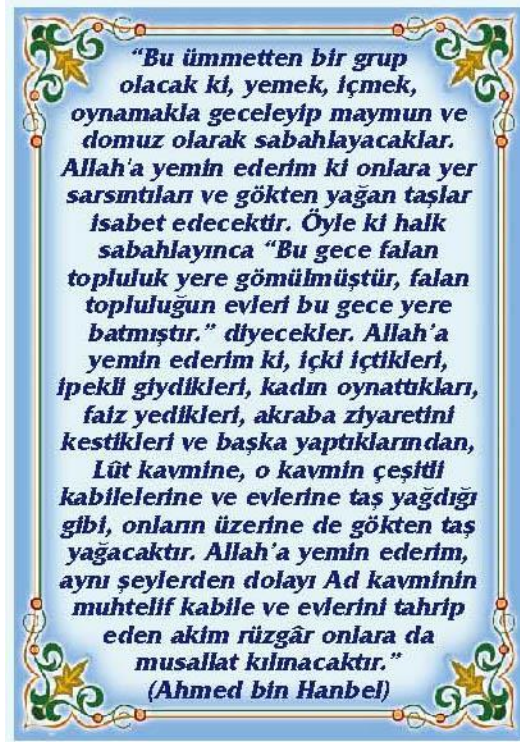 “Bu ümmetten bir grup
olacak ki, yemek, içmek,
oynamakla geceleyip maymun ve
domuz olarak sabahlayacaklar.
Allah'a yemin ederim ki onlara yer
sarsıntıları ve gökten yağan taşlar
isabet edecektir. Öyle ki halk
sabahlayınca “Bu gece falan
topluluk yere gömülmüştür, falan
topluluğun evleri bu gece yere
batmıştır.” diyecekler. Allah'a
yemin ederim ki, içki içtikleri,
ipekli giydikleri, kadın oynattıkları,
faiz yedikleri, akraba ziyaretini
kestikleri ve başka yaptıklarından,
Lût kavmine, o kavmin çeşitli
kabilelerine ve evlerine taş yağdığı
gibi, onların üzerine de gökten taş
yağacaktır. Allah'a yemin ederim,
aynı şeylerden dolayı Ad kavminin
muhtelif kabile ve evlerini tahrip
eden akim rüzgâr onlara da
musallat kılınacaktır.”
(Ahmed bin Hanbel)